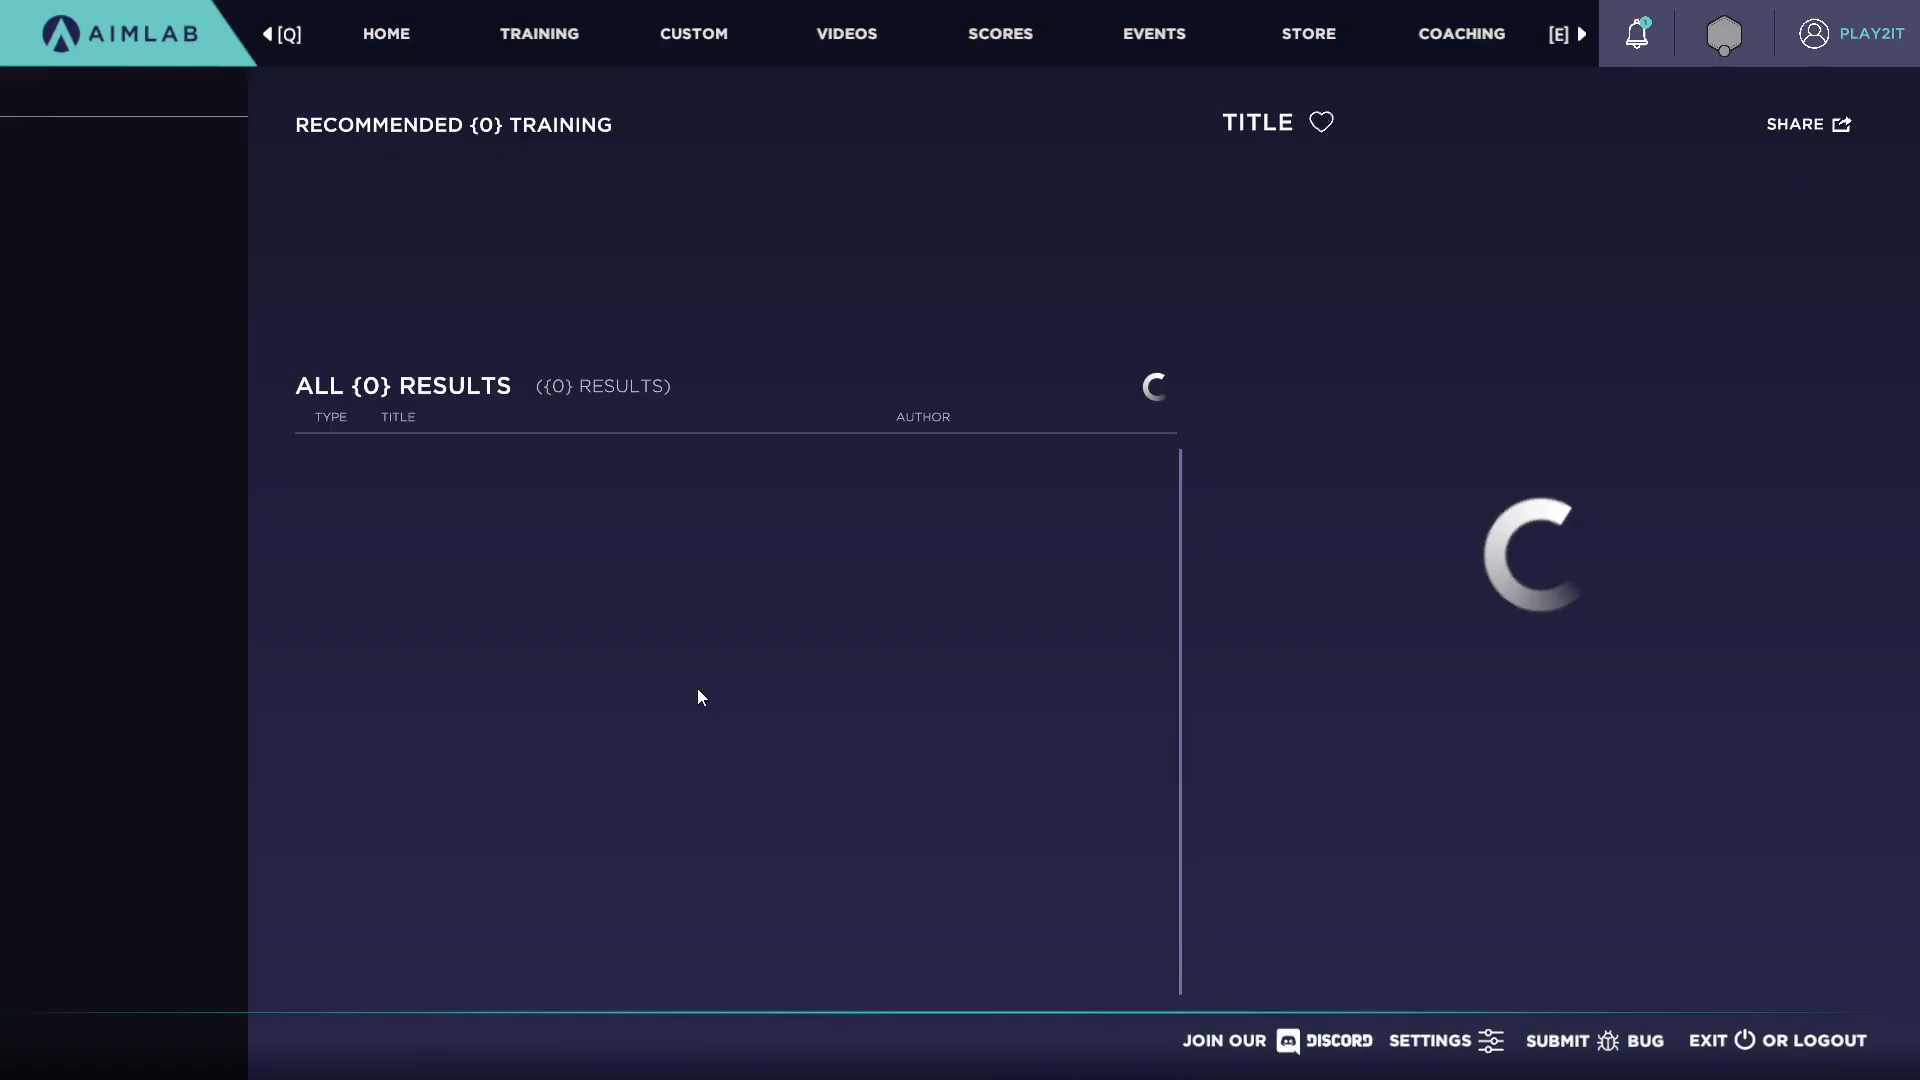 AIMLAB
[Q] HOME TRAINING CUSTOM VIDEOS SCORES EVENTS STORE COACHING [E] 1 PLAY2IT
RECOMMENDED {0} TRAINING
TITLE
SHARE
ALL {0} RESULTS ({0} RESULTS)
TYPE TITLE AUTHOR
JOIN OUR DISCORD SETTINGS SUBMIT BUG EXIT OR LOGOUT